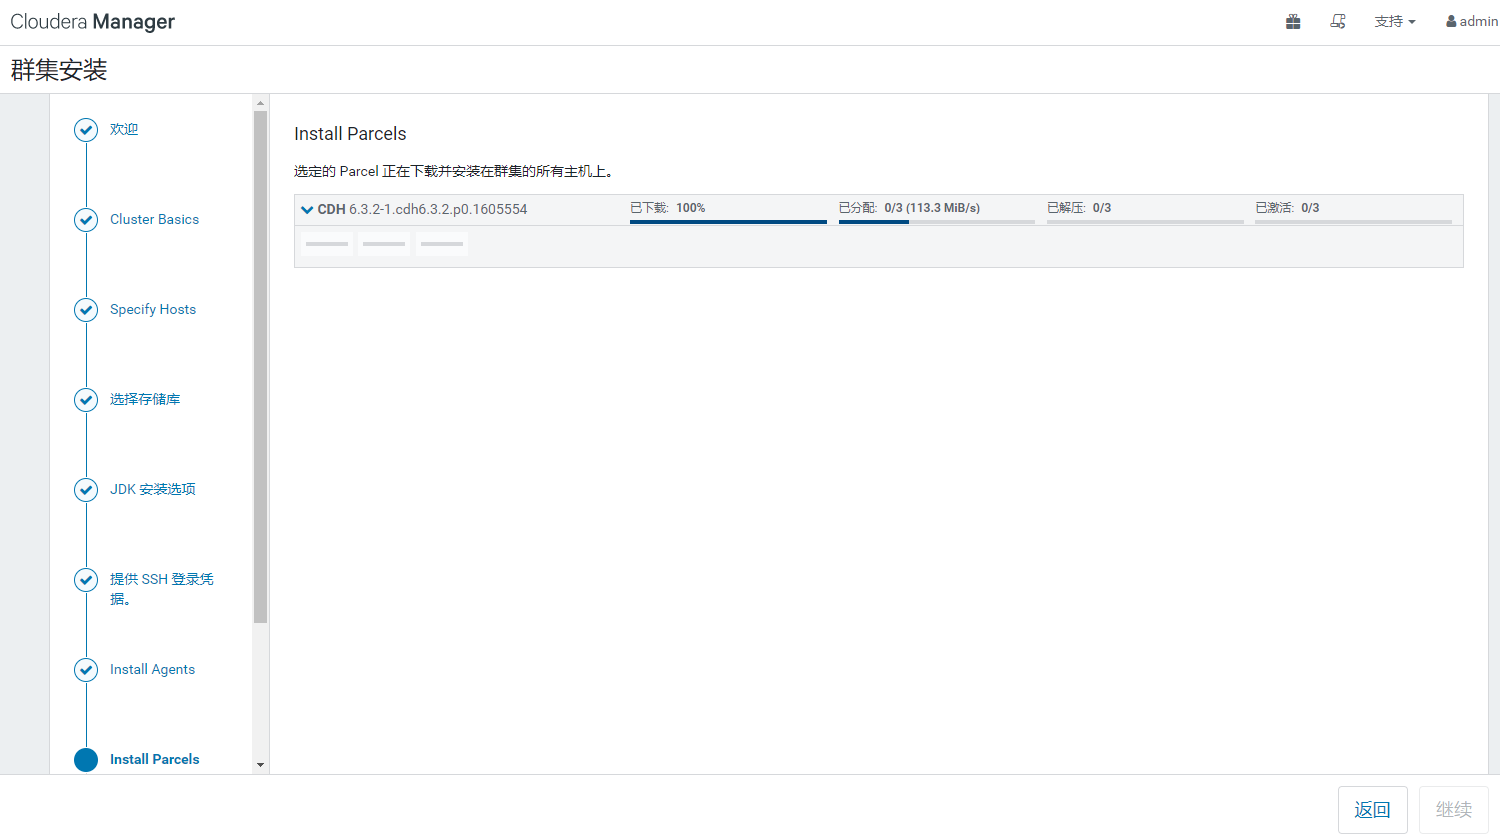 Cloudera Manager
支持
admin
群集安装
欢迎
Cluster Basics
Specify Hosts
选择存储库
JDK 安装选项
提供 SSH 登录凭
据。
Install Agents
Install Parcels
Install Parcels
选定的 Parcel 正在下载并安装在群集的所有主机上。
CDH 6.3.2-1.cdh6.3.2.p0.1605554
已下载: 100%
已分配: 0/3 (113.3 MiB/s)
已解压: 0/3
已激活: 0/3
返回
继续